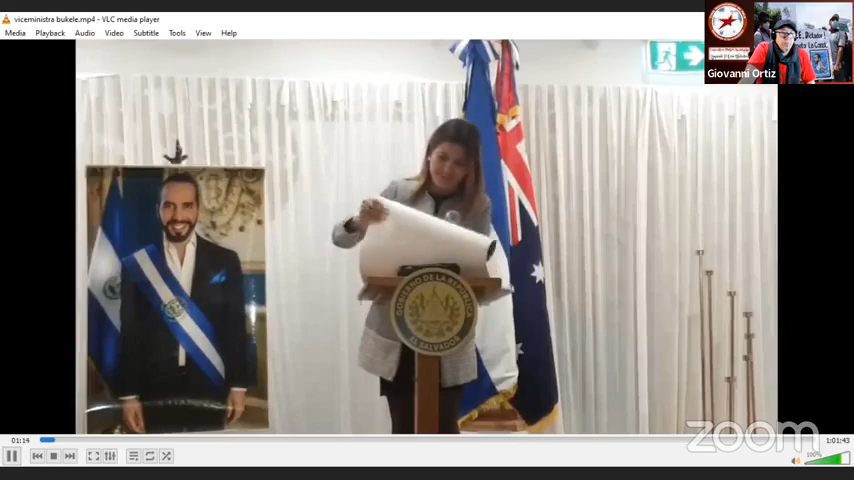 viceministra bukele.mp4 - VLC media player
Media Playback Audio Video Subtitle Tools View Help
Giovanni Ortiz
GOBIERNO DE LA REPÚBLICA
EL SALVADOR
01:14
1:01:43
zoom
100%